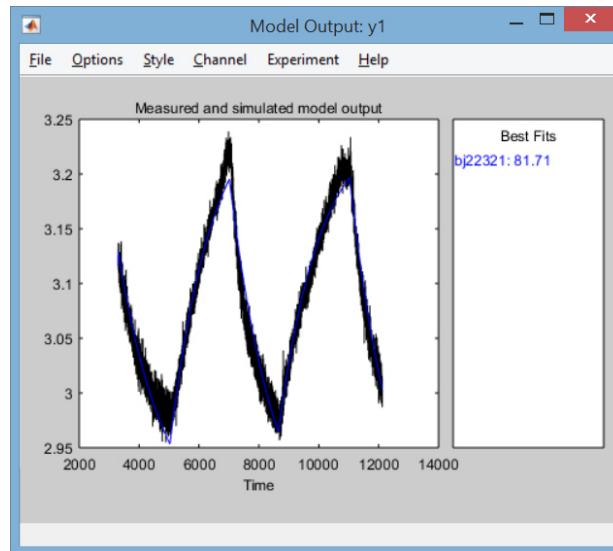 Model Output: y1
File Options Style Channel Experiment Help
Measured and simulated model output
3.25
3.2
3.15
3.1
3.05
3
2.95
2000 4000 6000 8000 10000 12000 14000
Time
Best Fits
bj22321: 81.71